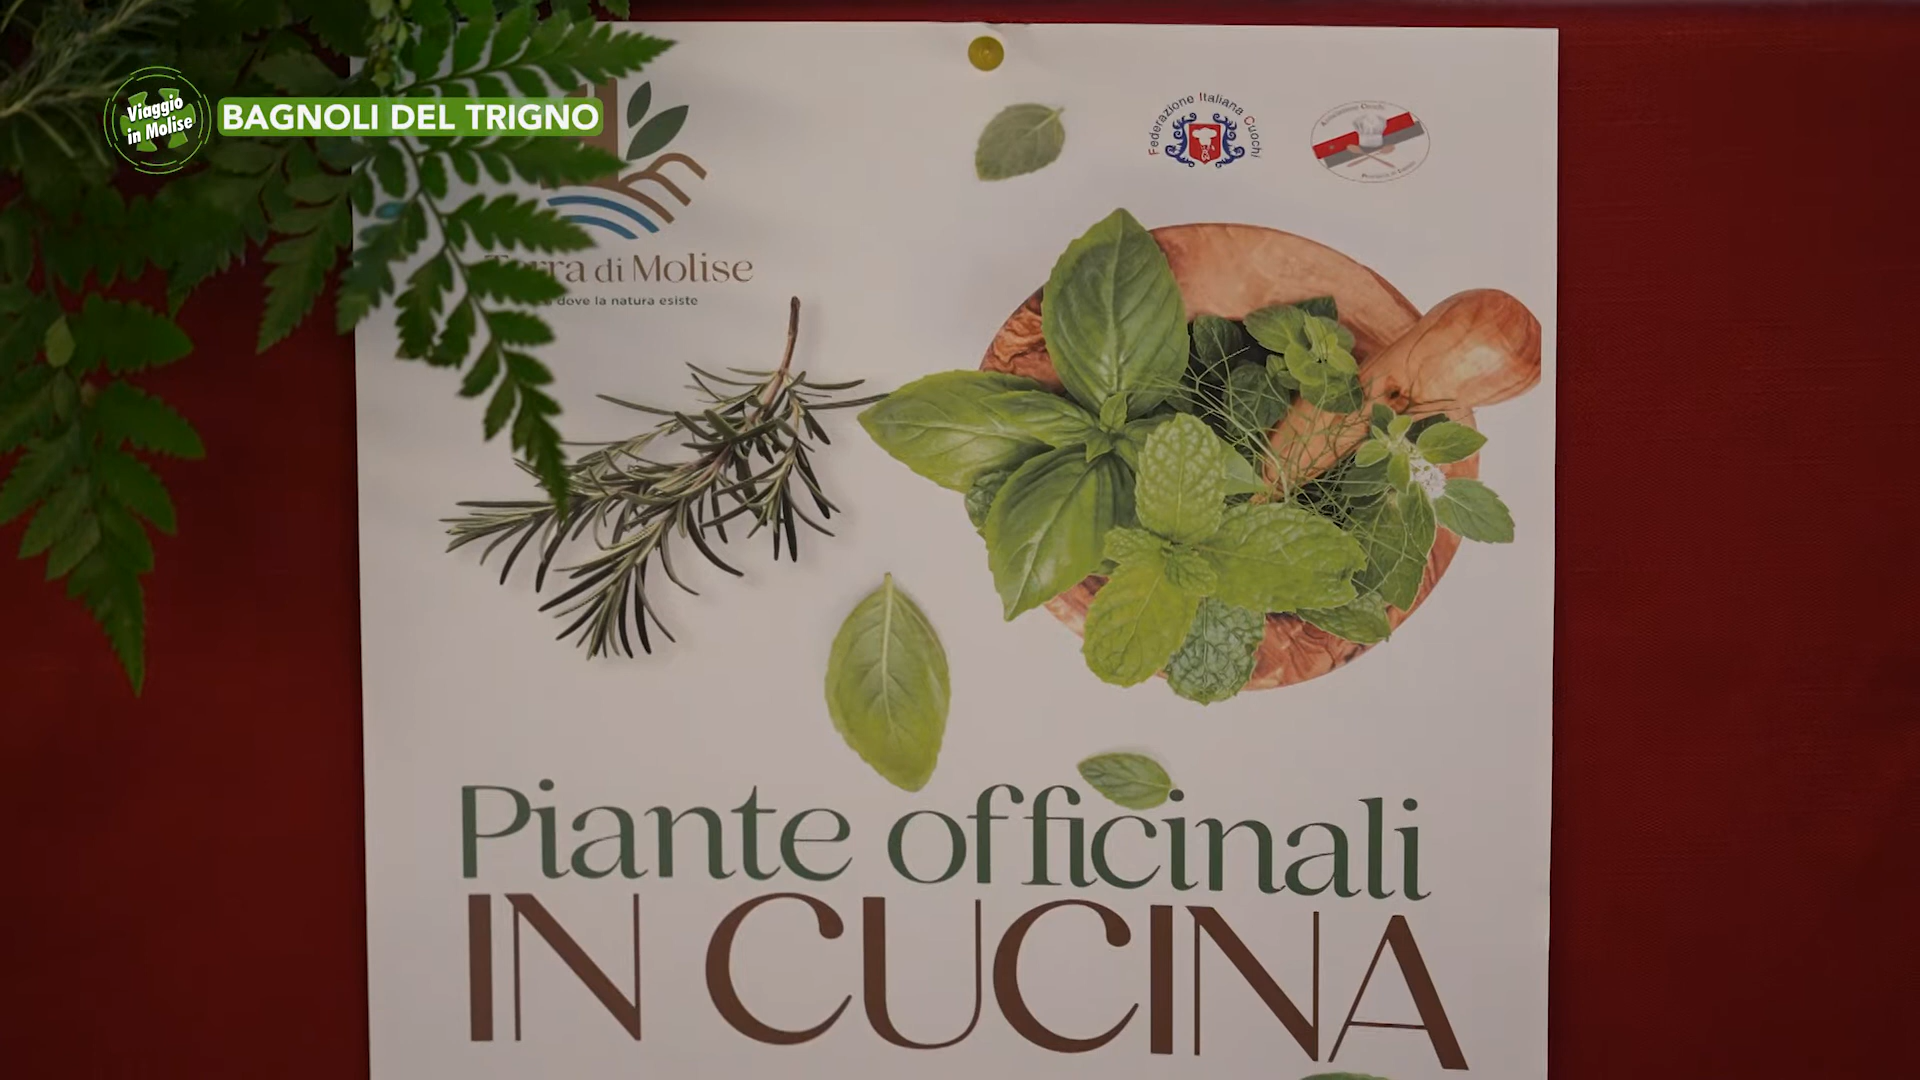 Viaggio
in Molise
BAGNOLI DEL TRIGNO
Federazione Italiana Cuochi
Terra di Molise
dove la natura esiste
Piante officinali
IN CUCINA